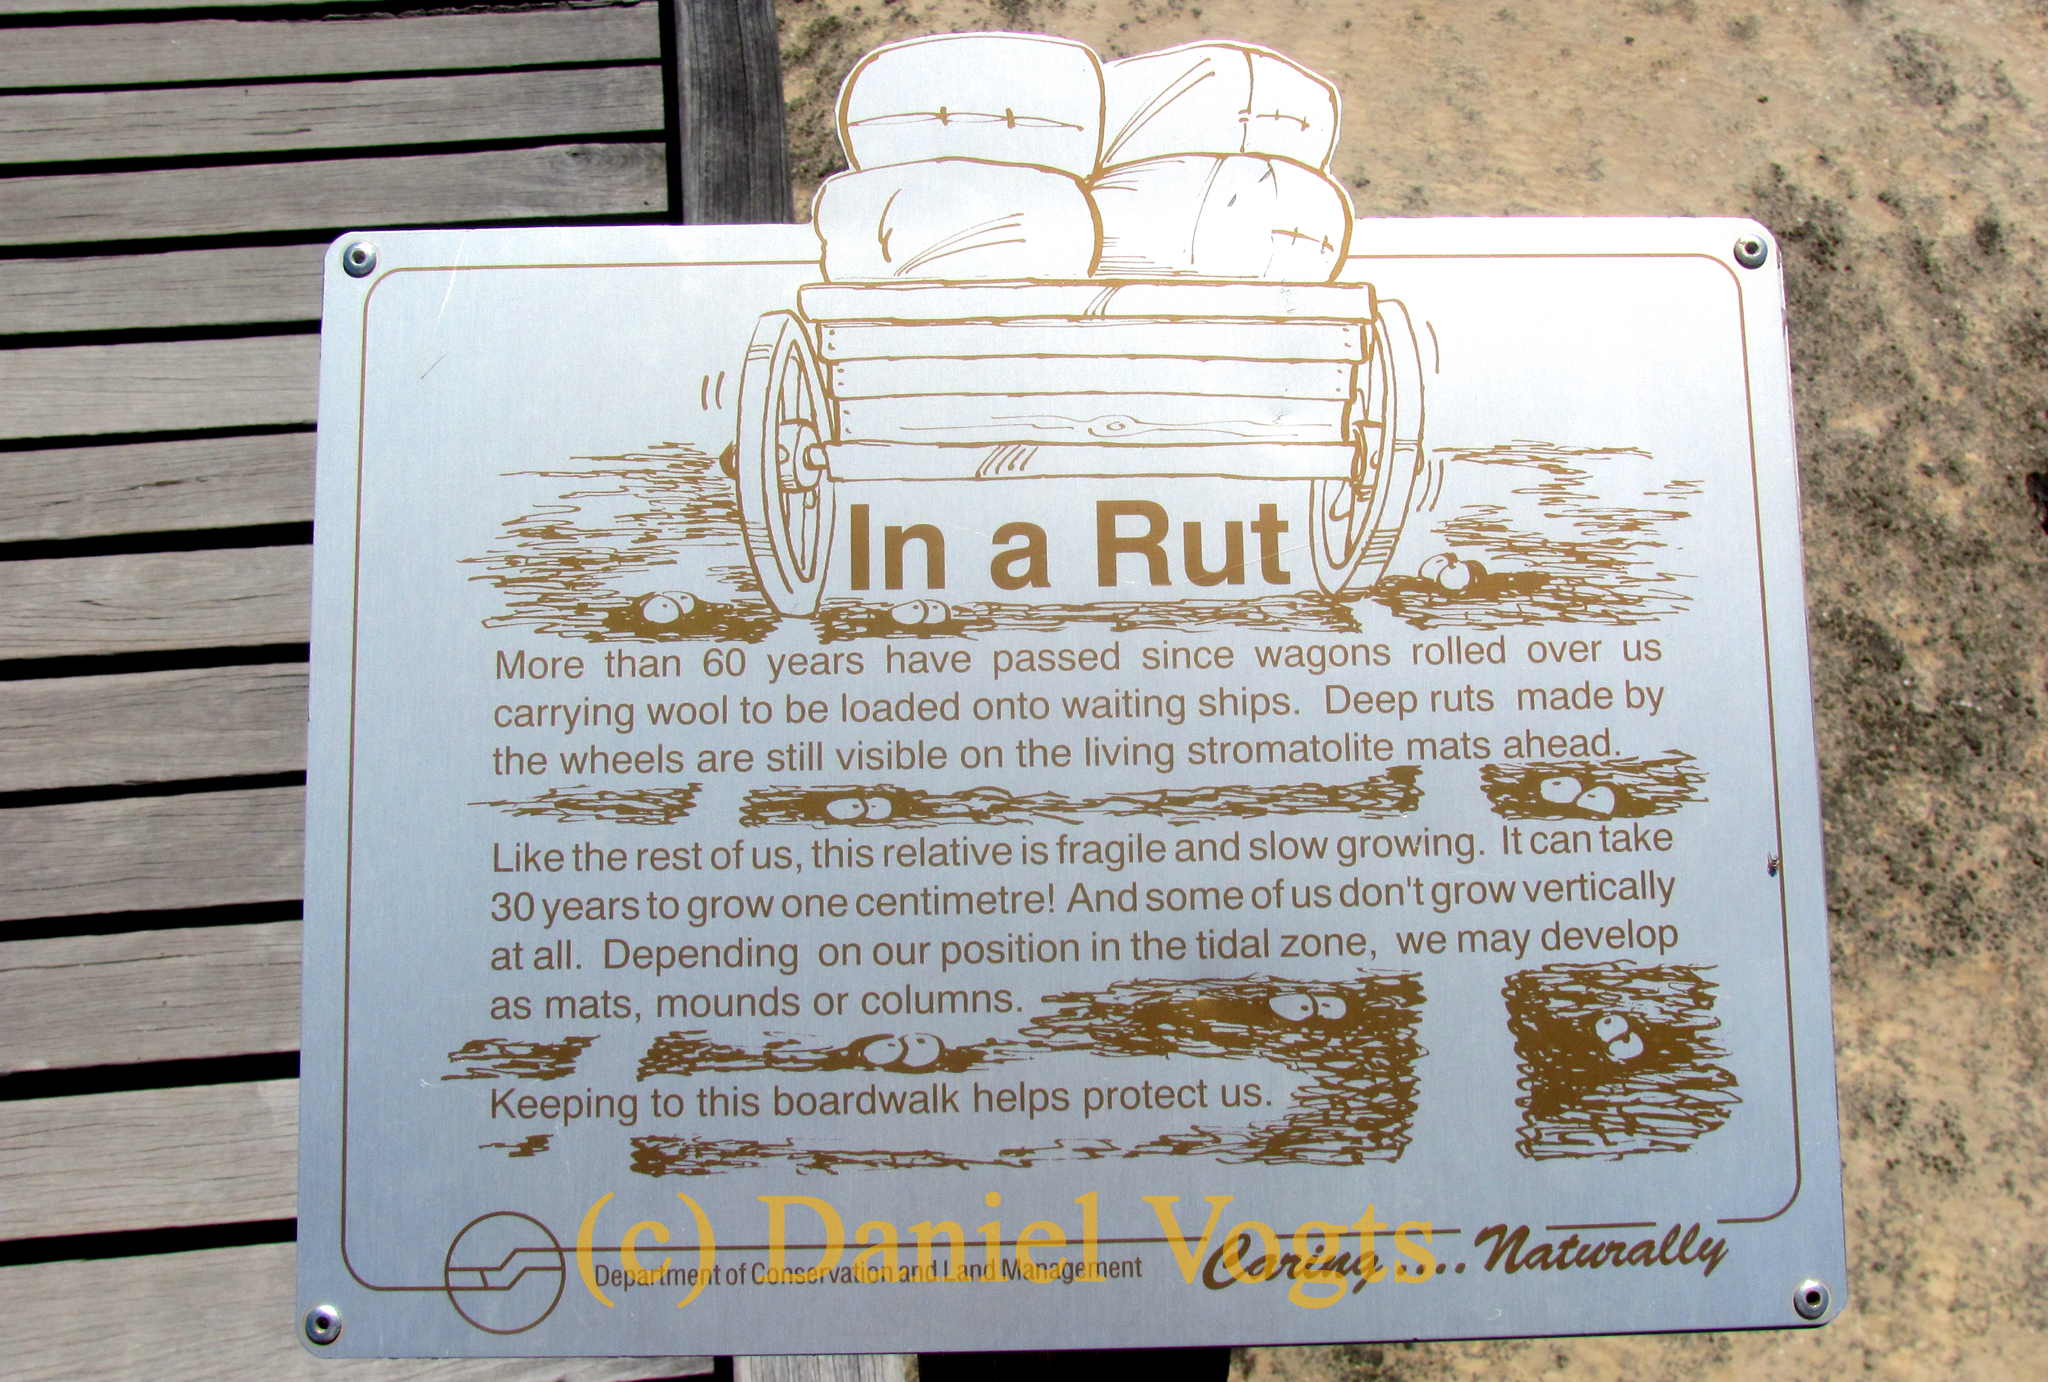 In a Rut
More than 60 years have passed since wagons rolled over us
carrying wool to be loaded onto waiting ships. Deep ruts made by
the wheels are still visible on the living stromatolite mats ahead.
Like the rest of us, this relative is fragile and slow growing. It can take
30 years to grow one centimetre! And some of us don't grow vertically
at all. Depending on our position in the tidal zone, we may develop
as mats, mounds or columns.
Keeping to this boardwalk helps protect us.
Department of Conservation and Land Management
Caring .... Naturally
(c) Daniel Vogts